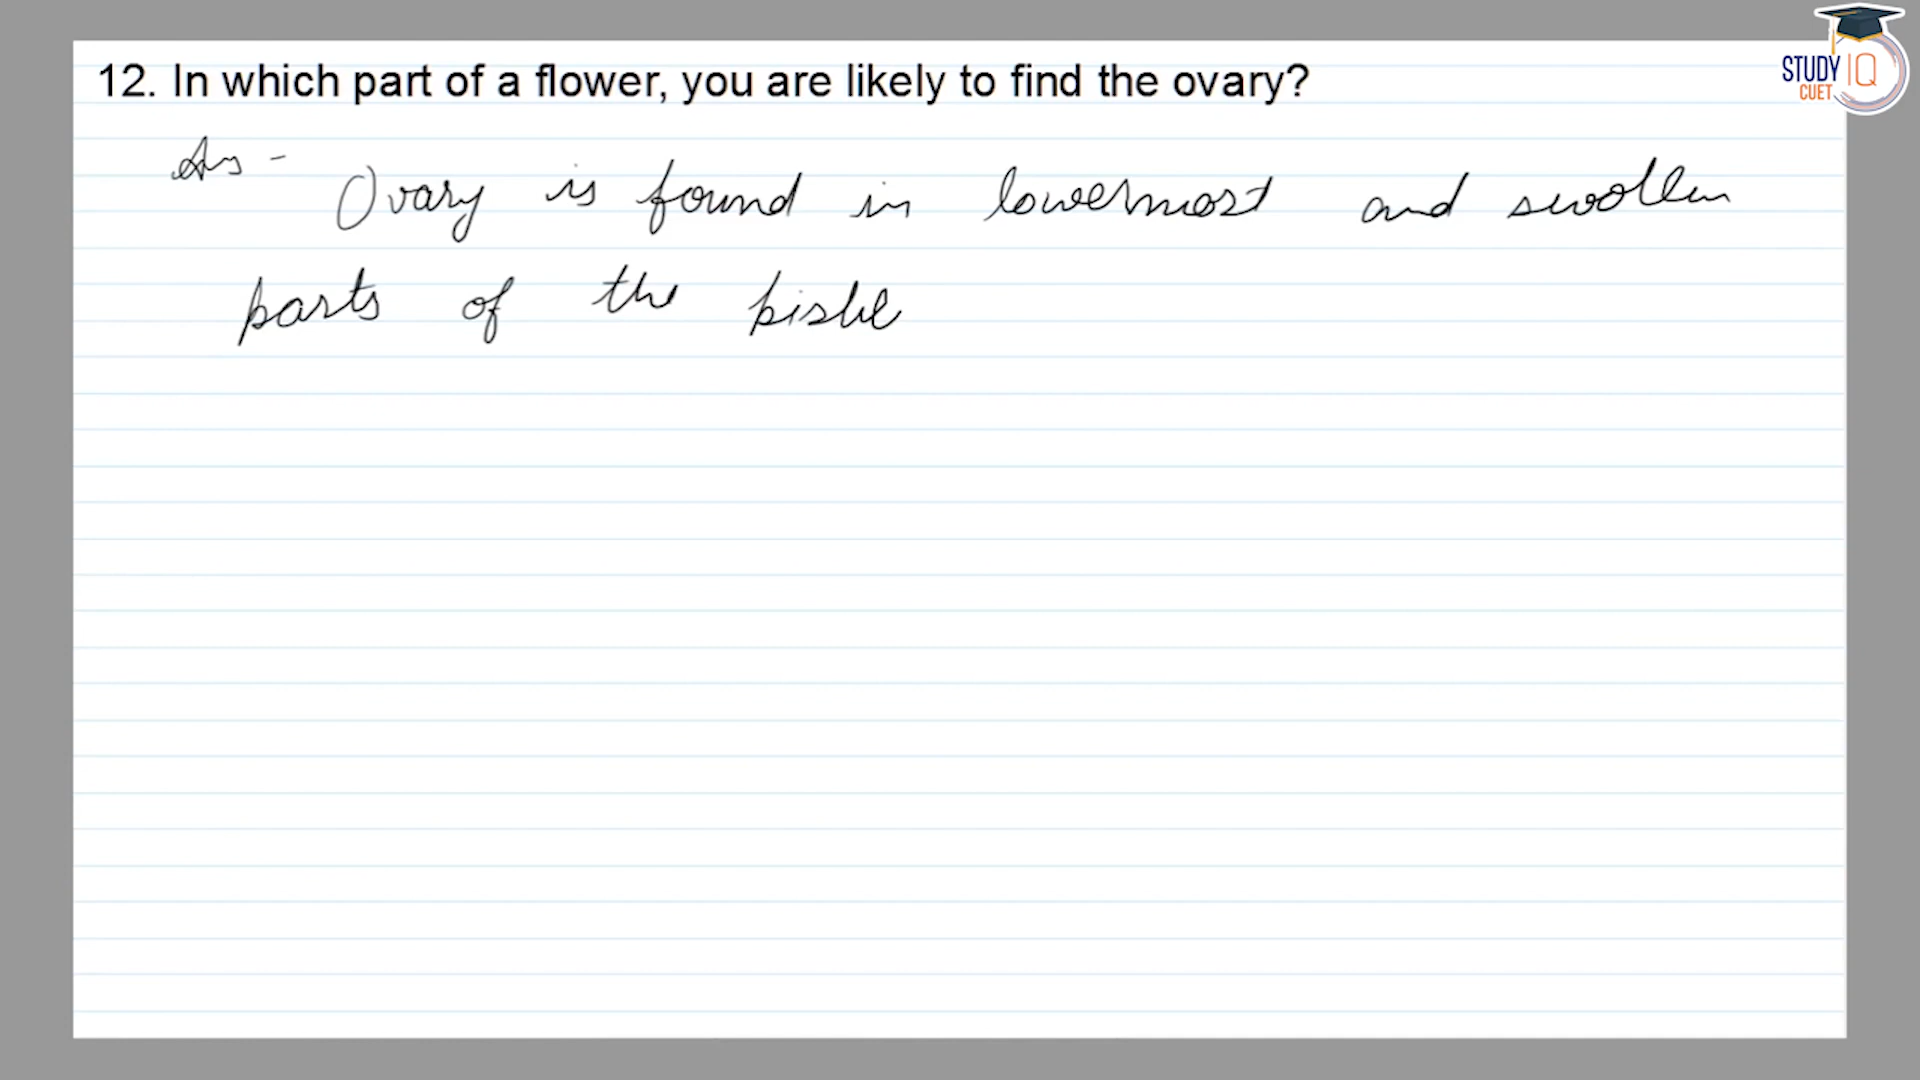 12. In which part of a flower, you are likely to find the ovary?
STUDY IQ
CUET
Ans -
Ovary is found in lowermost and swollen
parts of the pistil